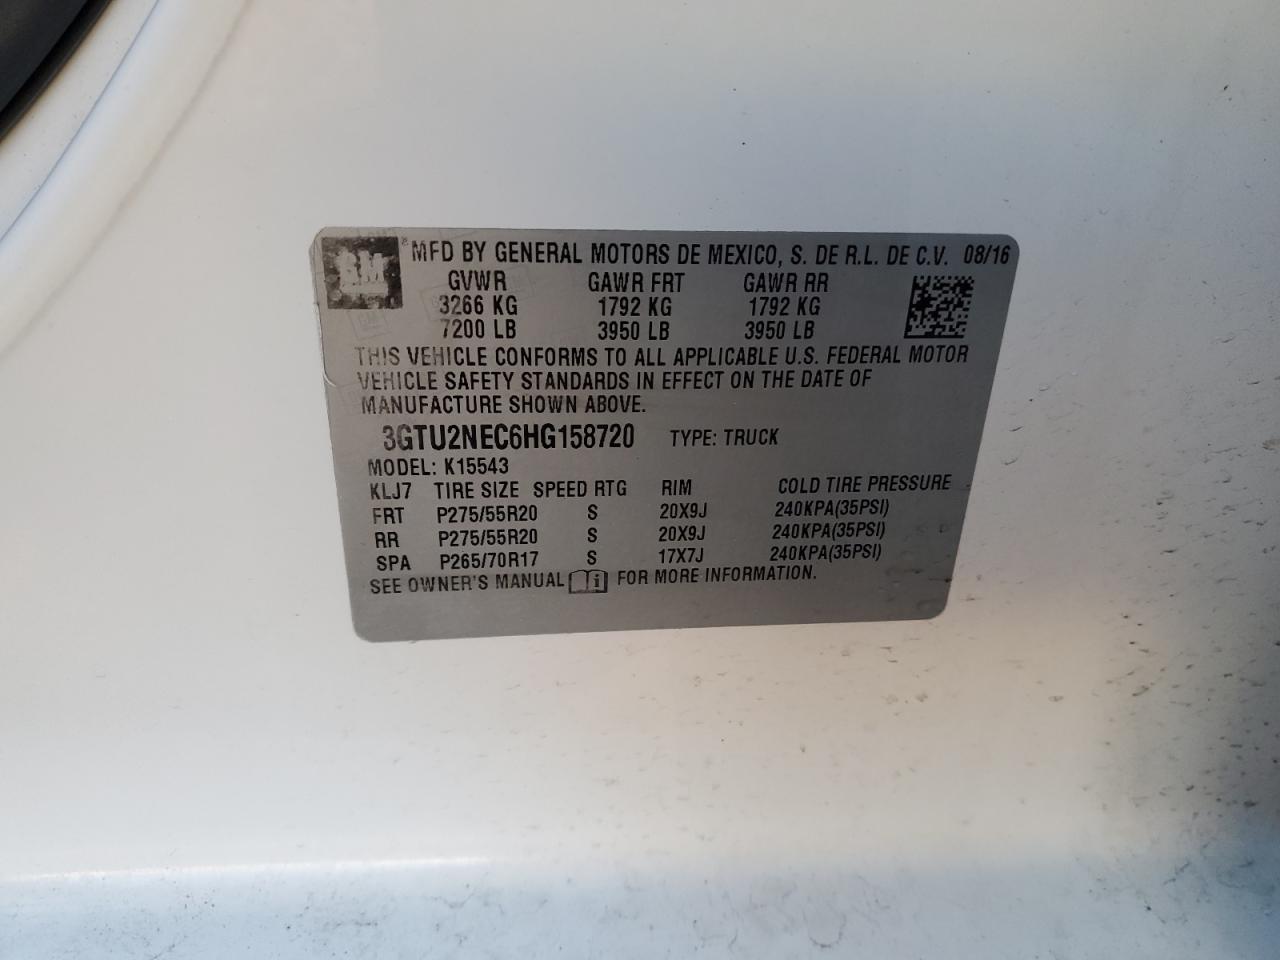 GM® MFD BY GENERAL MOTORS DE MEXICO, S. DE R.L. DE C.V. 08/16
GVWR GAWR FRT GAWR RR
3266 KG 1792 KG 1792 KG
7200 LB 3950 LB 3950 LB
THIS VEHICLE CONFORMS TO ALL APPLICABLE U.S. FEDERAL MOTOR
VEHICLE SAFETY STANDARDS IN EFFECT ON THE DATE OF
MANUFACTURE SHOWN ABOVE.
3GTU2NEC6HG158720 TYPE: TRUCK
MODEL: K15543
KLJ7 TIRE SIZE SPEED RTG RIM COLD TIRE PRESSURE
FRT P275/55R20 S 20X9J 240KPA(35PSI)
RR P275/55R20 S 20X9J 240KPA(35PSI)
SPA P265/70R17 S 17X7J 240KPA(35PSI)
SEE OWNER'S MANUAL i FOR MORE INFORMATION.